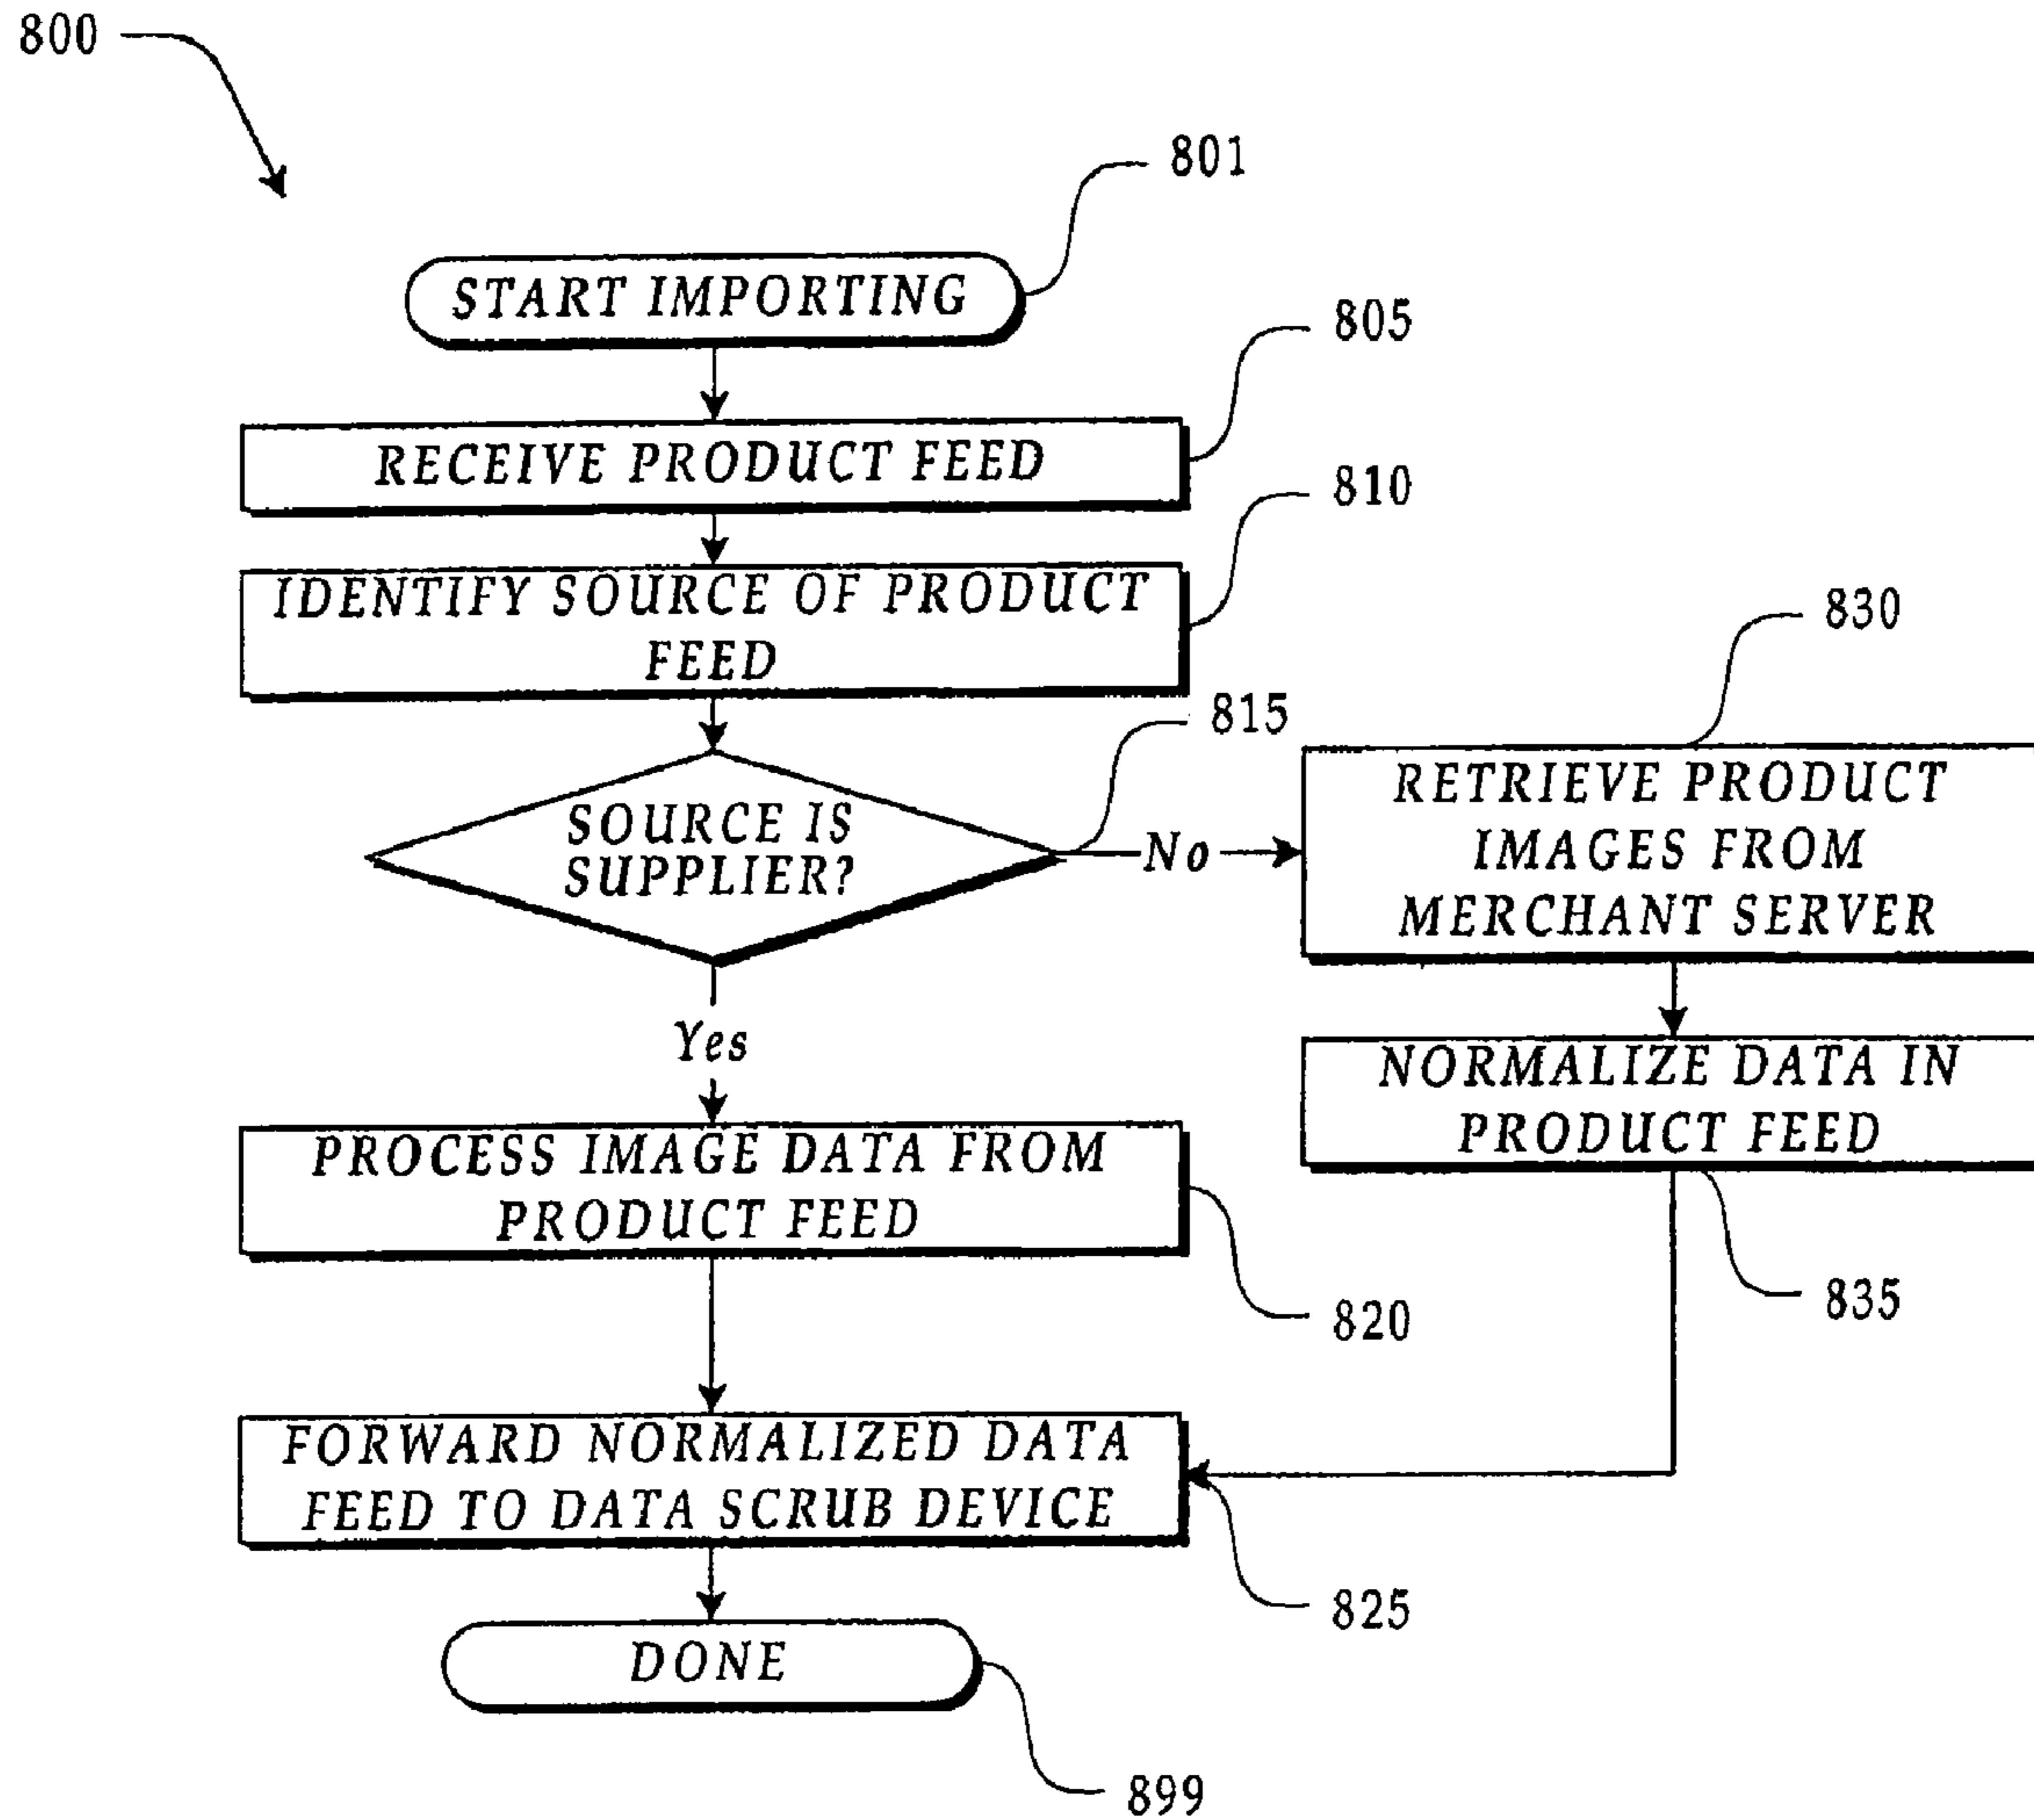 800
801
START IMPORTING
805
RECEIVE PRODUCT FEED
810
IDENTIFY SOURCE OF PRODUCT
FEED
815
SOURCE IS
SUPPLIER?
No
830
RETRIEVE PRODUCT
IMAGES FROM
MERCHANT SERVER
Yes
NORMALIZE DATA IN
PRODUCT FEED
835
PROCESS IMAGE DATA FROM
PRODUCT FEED
820
FORWARD NORMALIZED DATA
FEED TO DATA SCRUB DEVICE
825
DONE
899